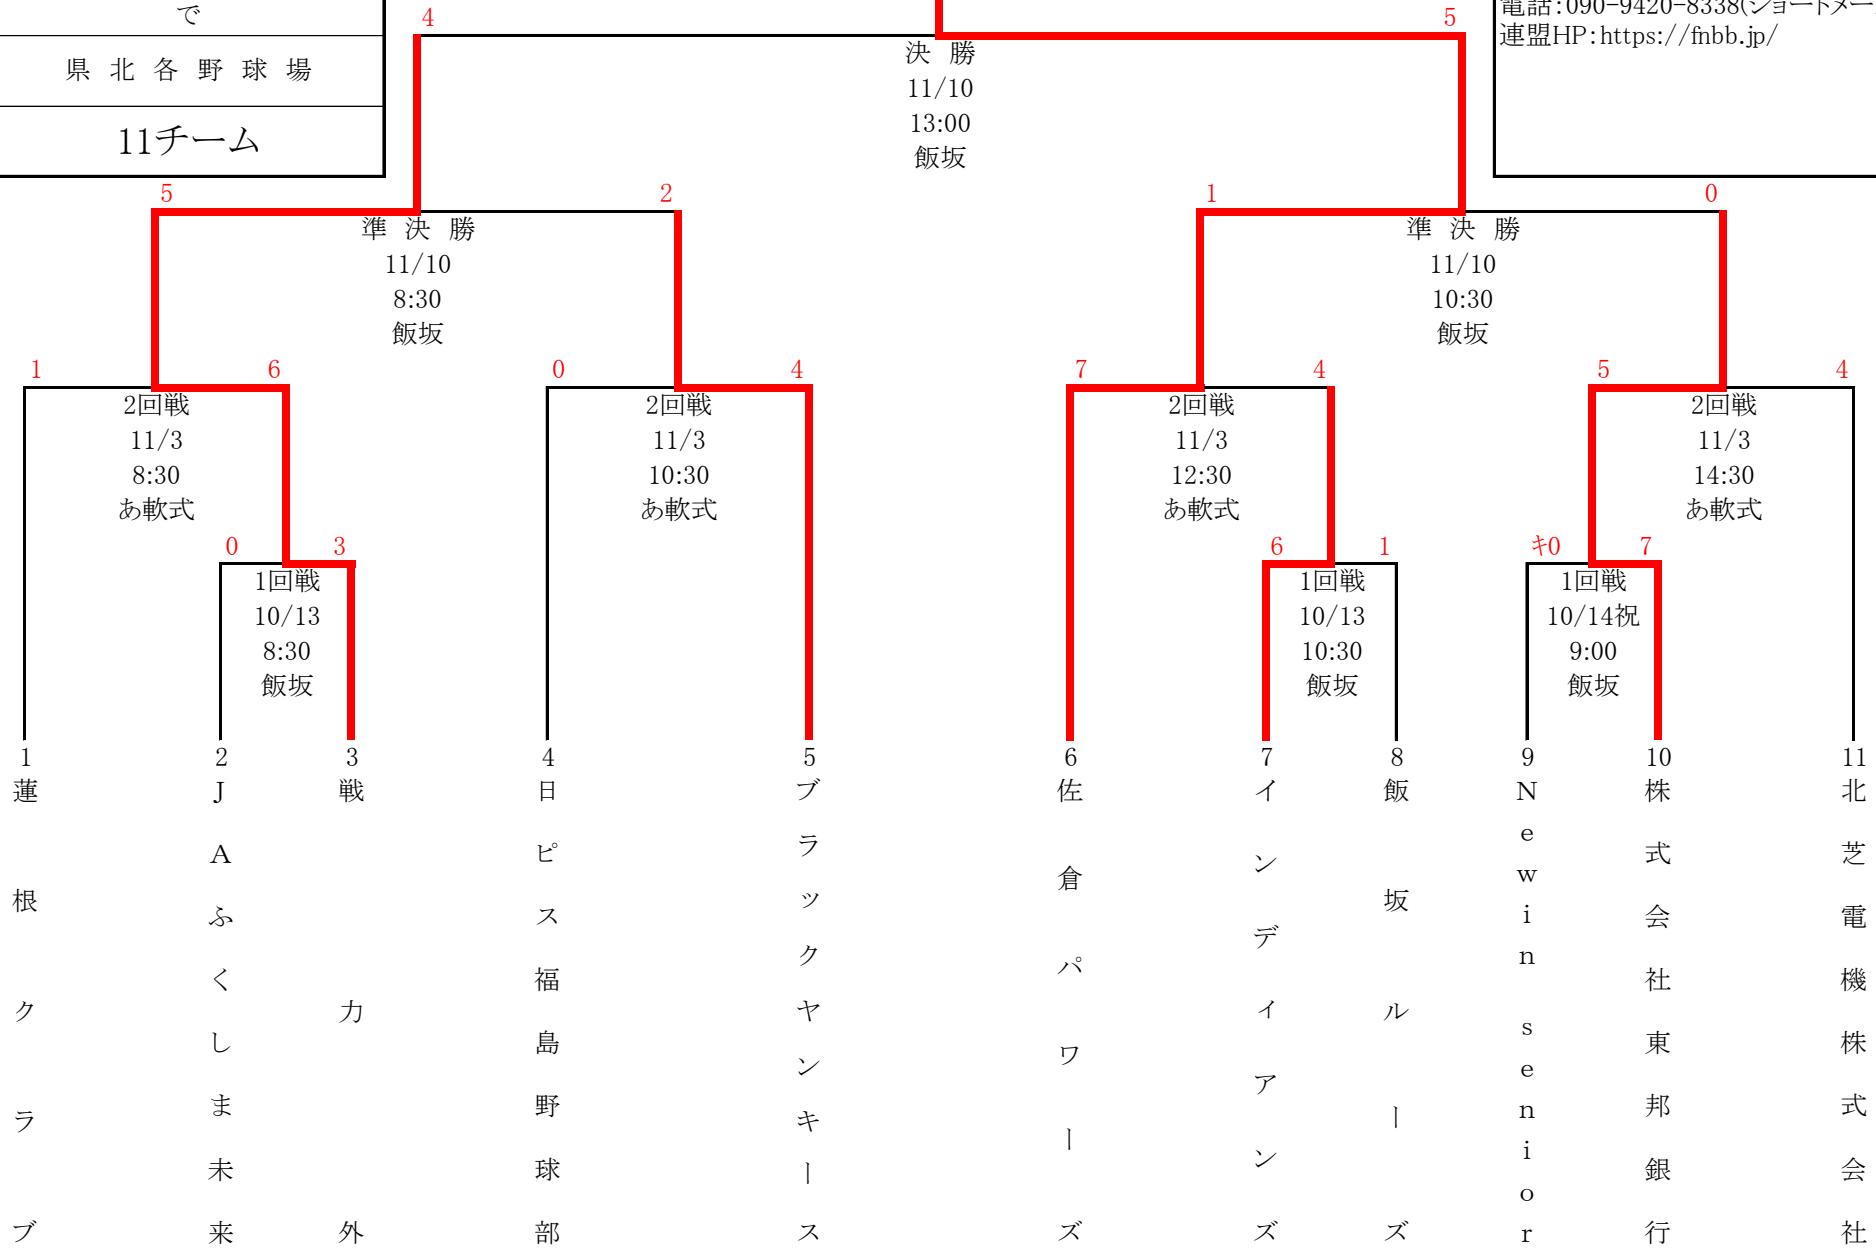 で
県北各野球場
11チーム
電話:090-9420-8338(ショートメー
連盟HP:https://fnbb.jp/
4
5
決勝
11/10
13:00
飯坂
5
2
準決勝
11/10
8:30
飯坂
1
0
準決勝
11/10
10:30
飯坂
1
6
2回戦
11/3
8:30
あ軟式
0
4
2回戦
11/3
10:30
あ軟式
7
4
2回戦
11/3
12:30
あ軟式
5
4
2回戦
11/3
14:30
あ軟式
0
3
1回戦
10/13
8:30
飯坂
6
1
1回戦
10/13
10:30
飯坂
キ0
7
1回戦
10/14祝
9:00
飯坂
1
蓮根クラブ
2
JAふくしま未来
3
戦力外
4
日ピス福島野球部
5
ブラックヤンキース
6
佐倉パワーズ
7
インディイアンズ
8
飯坂ルーズ
9
Newin senior
10
株式会社東邦銀行
11
北芝電機株式会社